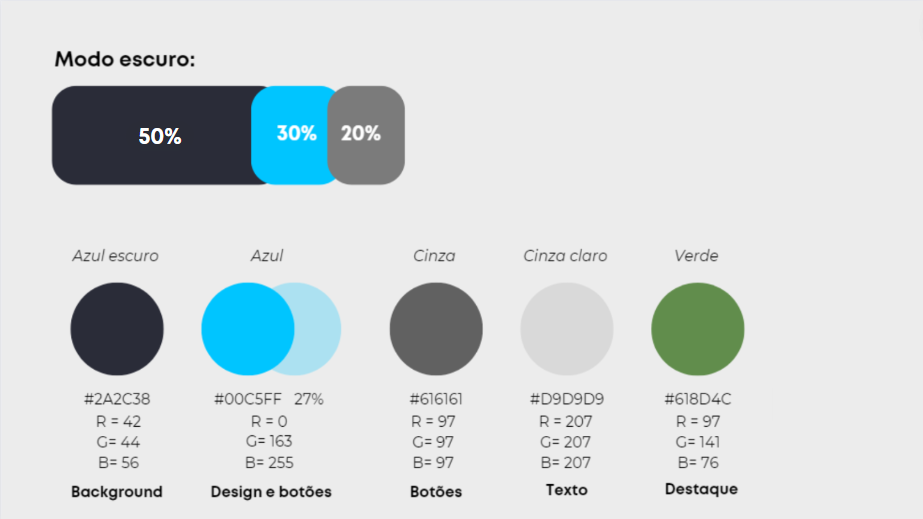 Modo escuro:
50% 30% 20%
Azul escuro Azul Cinza Cinza claro Verde
#2A2C38 #00C5FF 27% #616161 #D9D9D9 #618D4C
R = 42 R = 0 R = 97 R = 207 R = 97
G= 44 G= 163 G= 97 G= 207 G= 141
B= 56 B= 255 B= 97 B= 207 B= 76
Background Design e botões Botões Texto Destaque